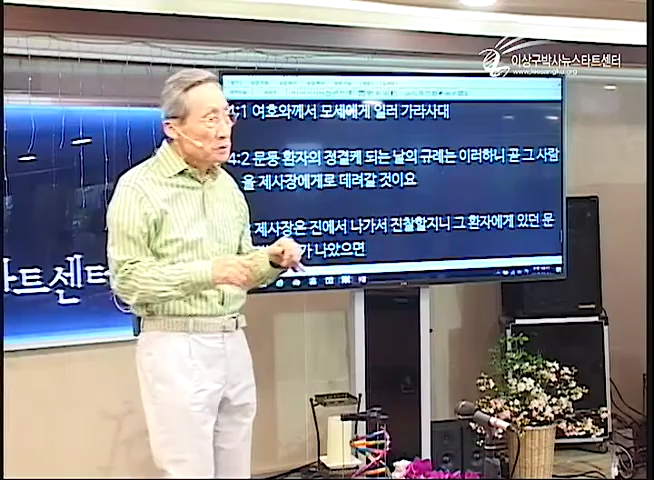 이상구박사뉴스타트센터
www.leesangku.org
4:1 여호와께서 모세에게 일러 가라사대
4:2 문둥 환자의 정결케 되는 날의 규례는 이러하니 곧 그 사람
을 제사장에게로 데려갈 것이요
제사장은 진에서 나가서 진찰할지니 그 환자에게 있던 문
가 나았으면
트센터